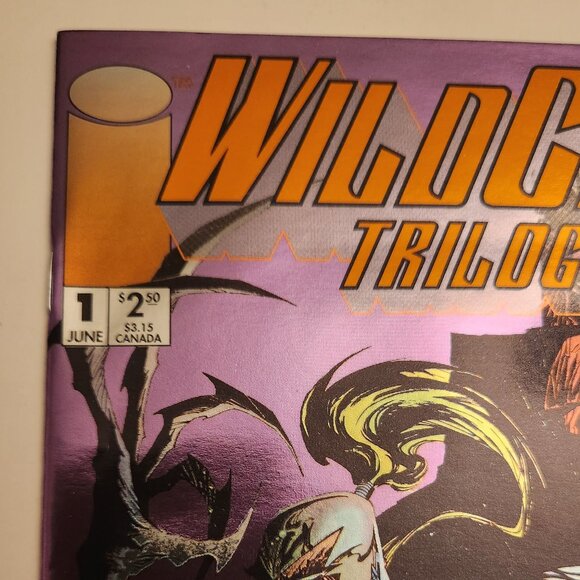 WILDC
TRILOG
1
JUNE
$2.50
$3.15
CANADA